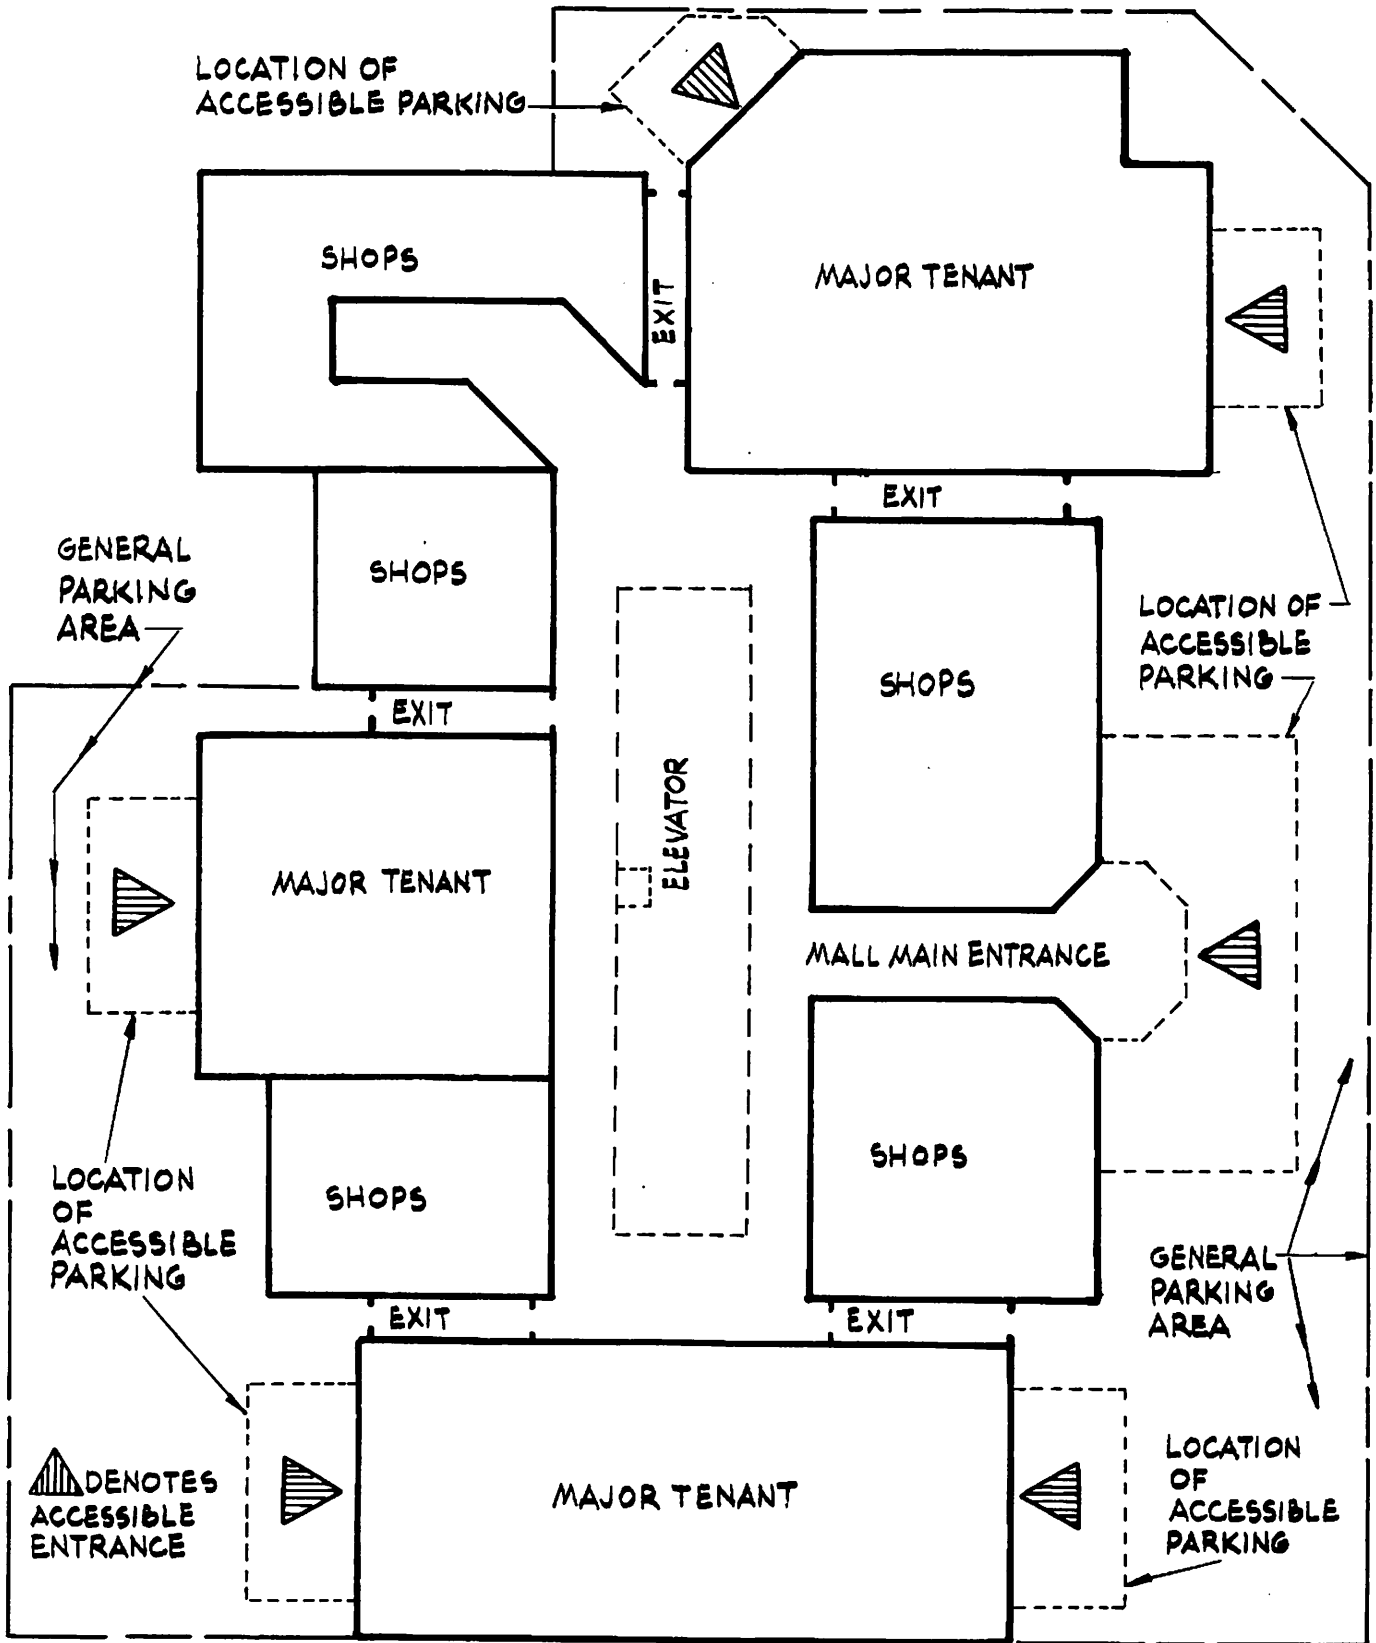 LOCATION OF
ACCESSIBLE PARKING
SHOPS
EXIT
MAJOR TENANT
EXIT
GENERAL
PARKING
AREA
SHOPS
LOCATION OF
ACCESSIBLE
PARKING
SHOPS
EXIT
ELEVATOR
MAJOR TENANT
MALL MAIN ENTRANCE
SHOPS
LOCATION
OF
ACCESSIBLE
PARKING
SHOPS
GENERAL
PARKING
AREA
EXIT
EXIT
LOCATION
OF
ACCESSIBLE
PARKING
DENOTES
ACCESSIBLE
ENTRANCE
MAJOR TENANT